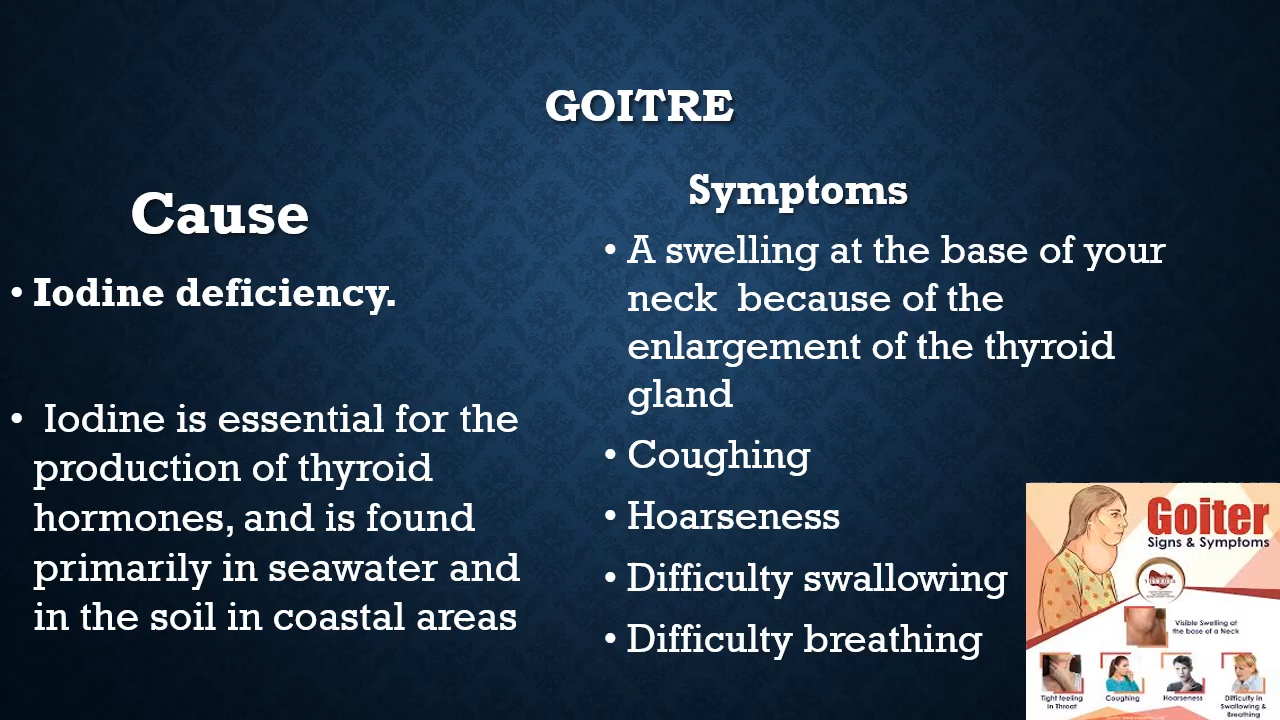 GOITRE
Cause
• Iodine deficiency.
• Iodine is essential for the
production of thyroid
hormones, and is found
primarily in seawater and
in the soil in coastal areas
Symptoms
• A swelling at the base of your
neck because of the
enlargement of the thyroid
gland
• Coughing
• Hoarseness
• Difficulty swallowing
• Difficulty breathing
Goiter
Signs & Symptoms
Visible Swelling at
the base of a Neck
Tight feeling
in Throat
Coughing
Hoarseness
Difficulty in
Swallowing &
Breathing